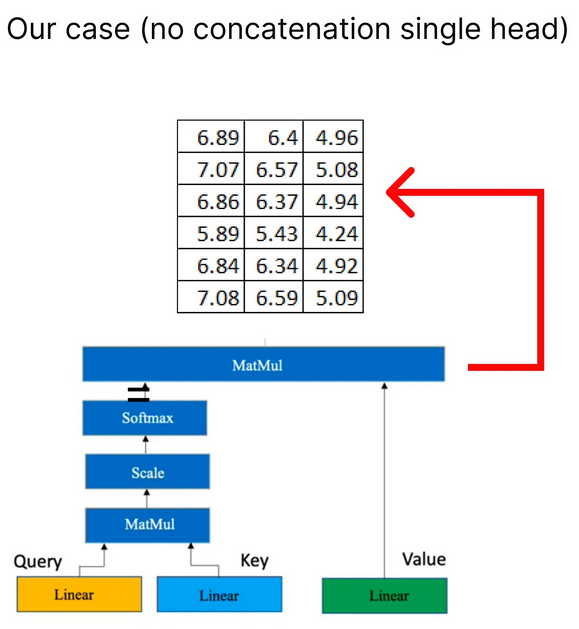 Our case (no concatenation single head)
6.89 6.4 4.96
7.07 6.57 5.08
6.86 6.37 4.94
5.89 5.43 4.24
6.84 6.34 4.92
7.08 6.59 5.09
MatMul
Softmax
Scale
MatMul
Query Key Value
Linear Linear Linear